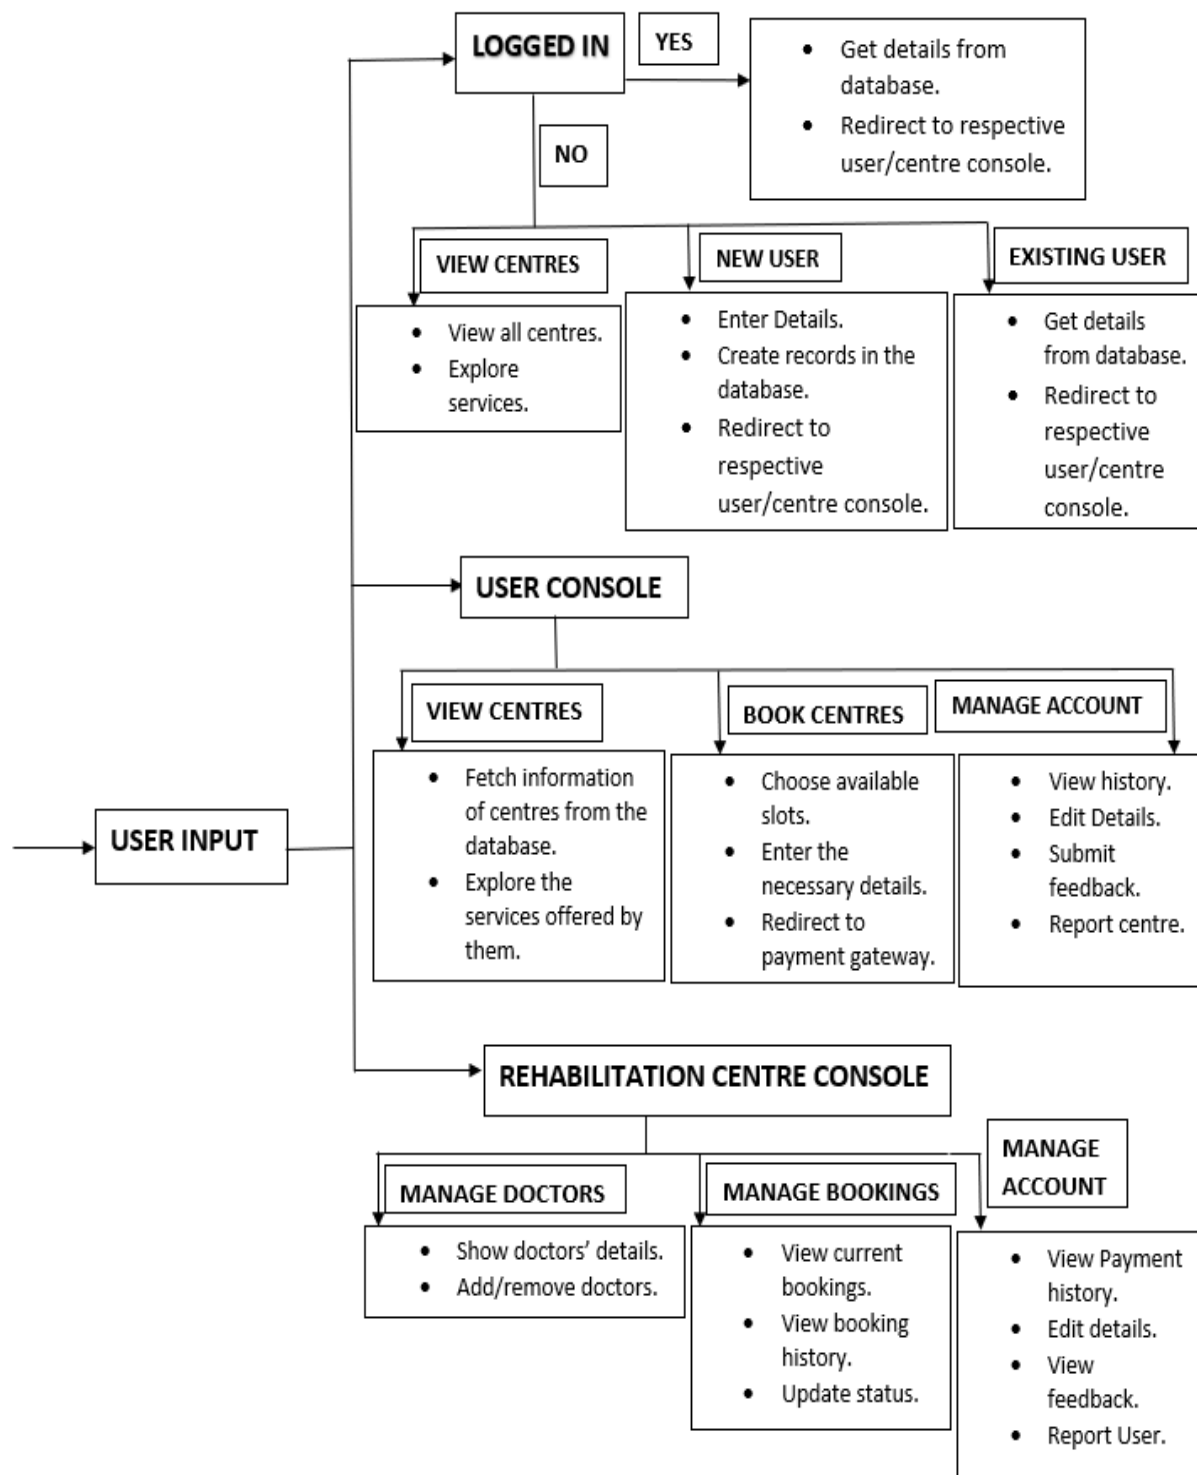 LOGGED IN
YES
• Get details from
database.
• Redirect to respective
user/centre console.
NO
VIEW CENTRES
• View all centres.
• Explore
services.
NEW USER
• Enter Details.
• Create records in the
database.
• Redirect to
respective
user/centre console.
EXISTING USER
• Get details
from database.
• Redirect to
respective
user/centre
console.
USER CONSOLE
VIEW CENTRES
• Fetch information
of centres from the
database.
• Explore the
services offered by
them.
BOOK CENTRES
• Choose available
slots.
• Enter the
necessary details.
• Redirect to
payment gateway.
MANAGE ACCOUNT
• View history.
• Edit Details.
• Submit
feedback.
• Report centre.
USER INPUT
REHABILITATION CENTRE CONSOLE
MANAGE DOCTORS
• Show doctors’ details.
• Add/remove doctors.
MANAGE BOOKINGS
• View current
bookings.
• View booking
history.
• Update status.
MANAGE
ACCOUNT
• View Payment
history.
• Edit details.
• View
feedback.
• Report User.